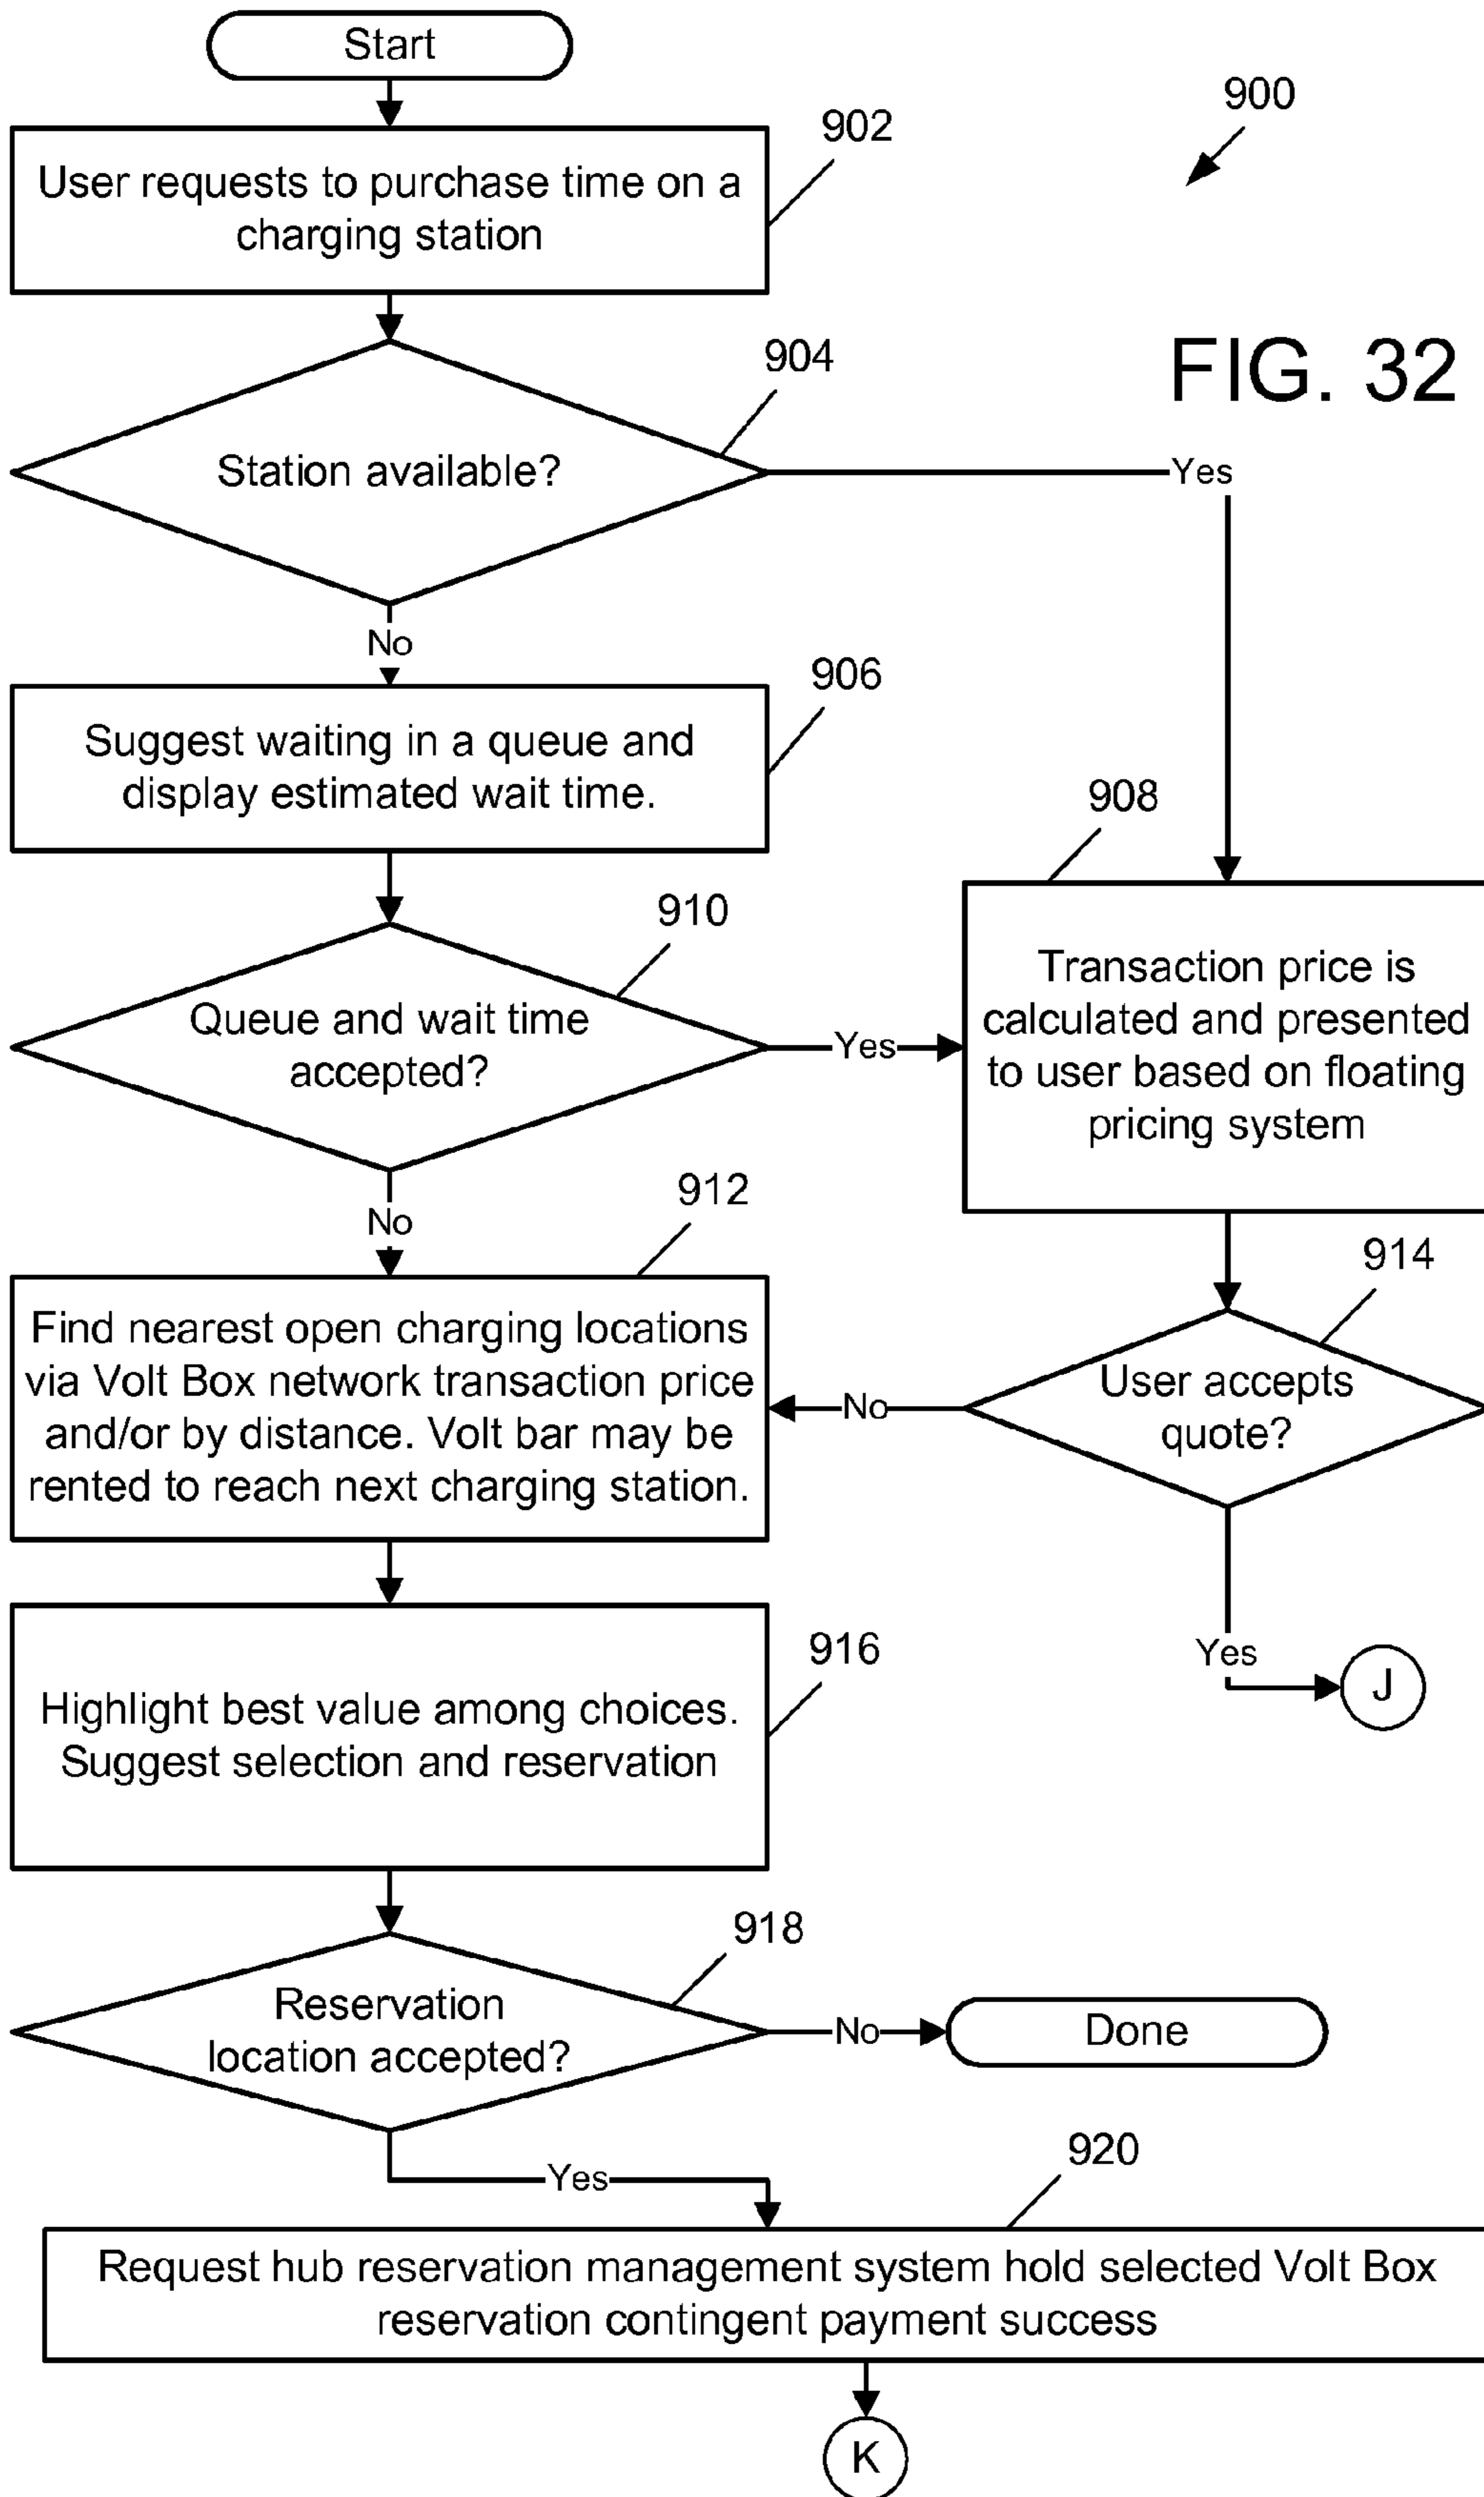 Start
900
902
User requests to purchase time on a
charging station
FIG. 32
904
Station available?
Yes
No
906
Suggest waiting in a queue and
display estimated wait time.
908
910
Transaction price is
calculated and presented
to user based on floating
pricing system
Queue and wait time
accepted?
Yes
No
912
914
Find nearest open charging locations
via Volt Box network transaction price
and/or by distance. Volt bar may be
rented to reach next charging station.
User accepts
quote?
No
Yes
J
916
Highlight best value among choices.
Suggest selection and reservation
918
Reservation
location accepted?
No
Done
Yes
920
Request hub reservation management system hold selected Volt Box
reservation contingent payment success
K